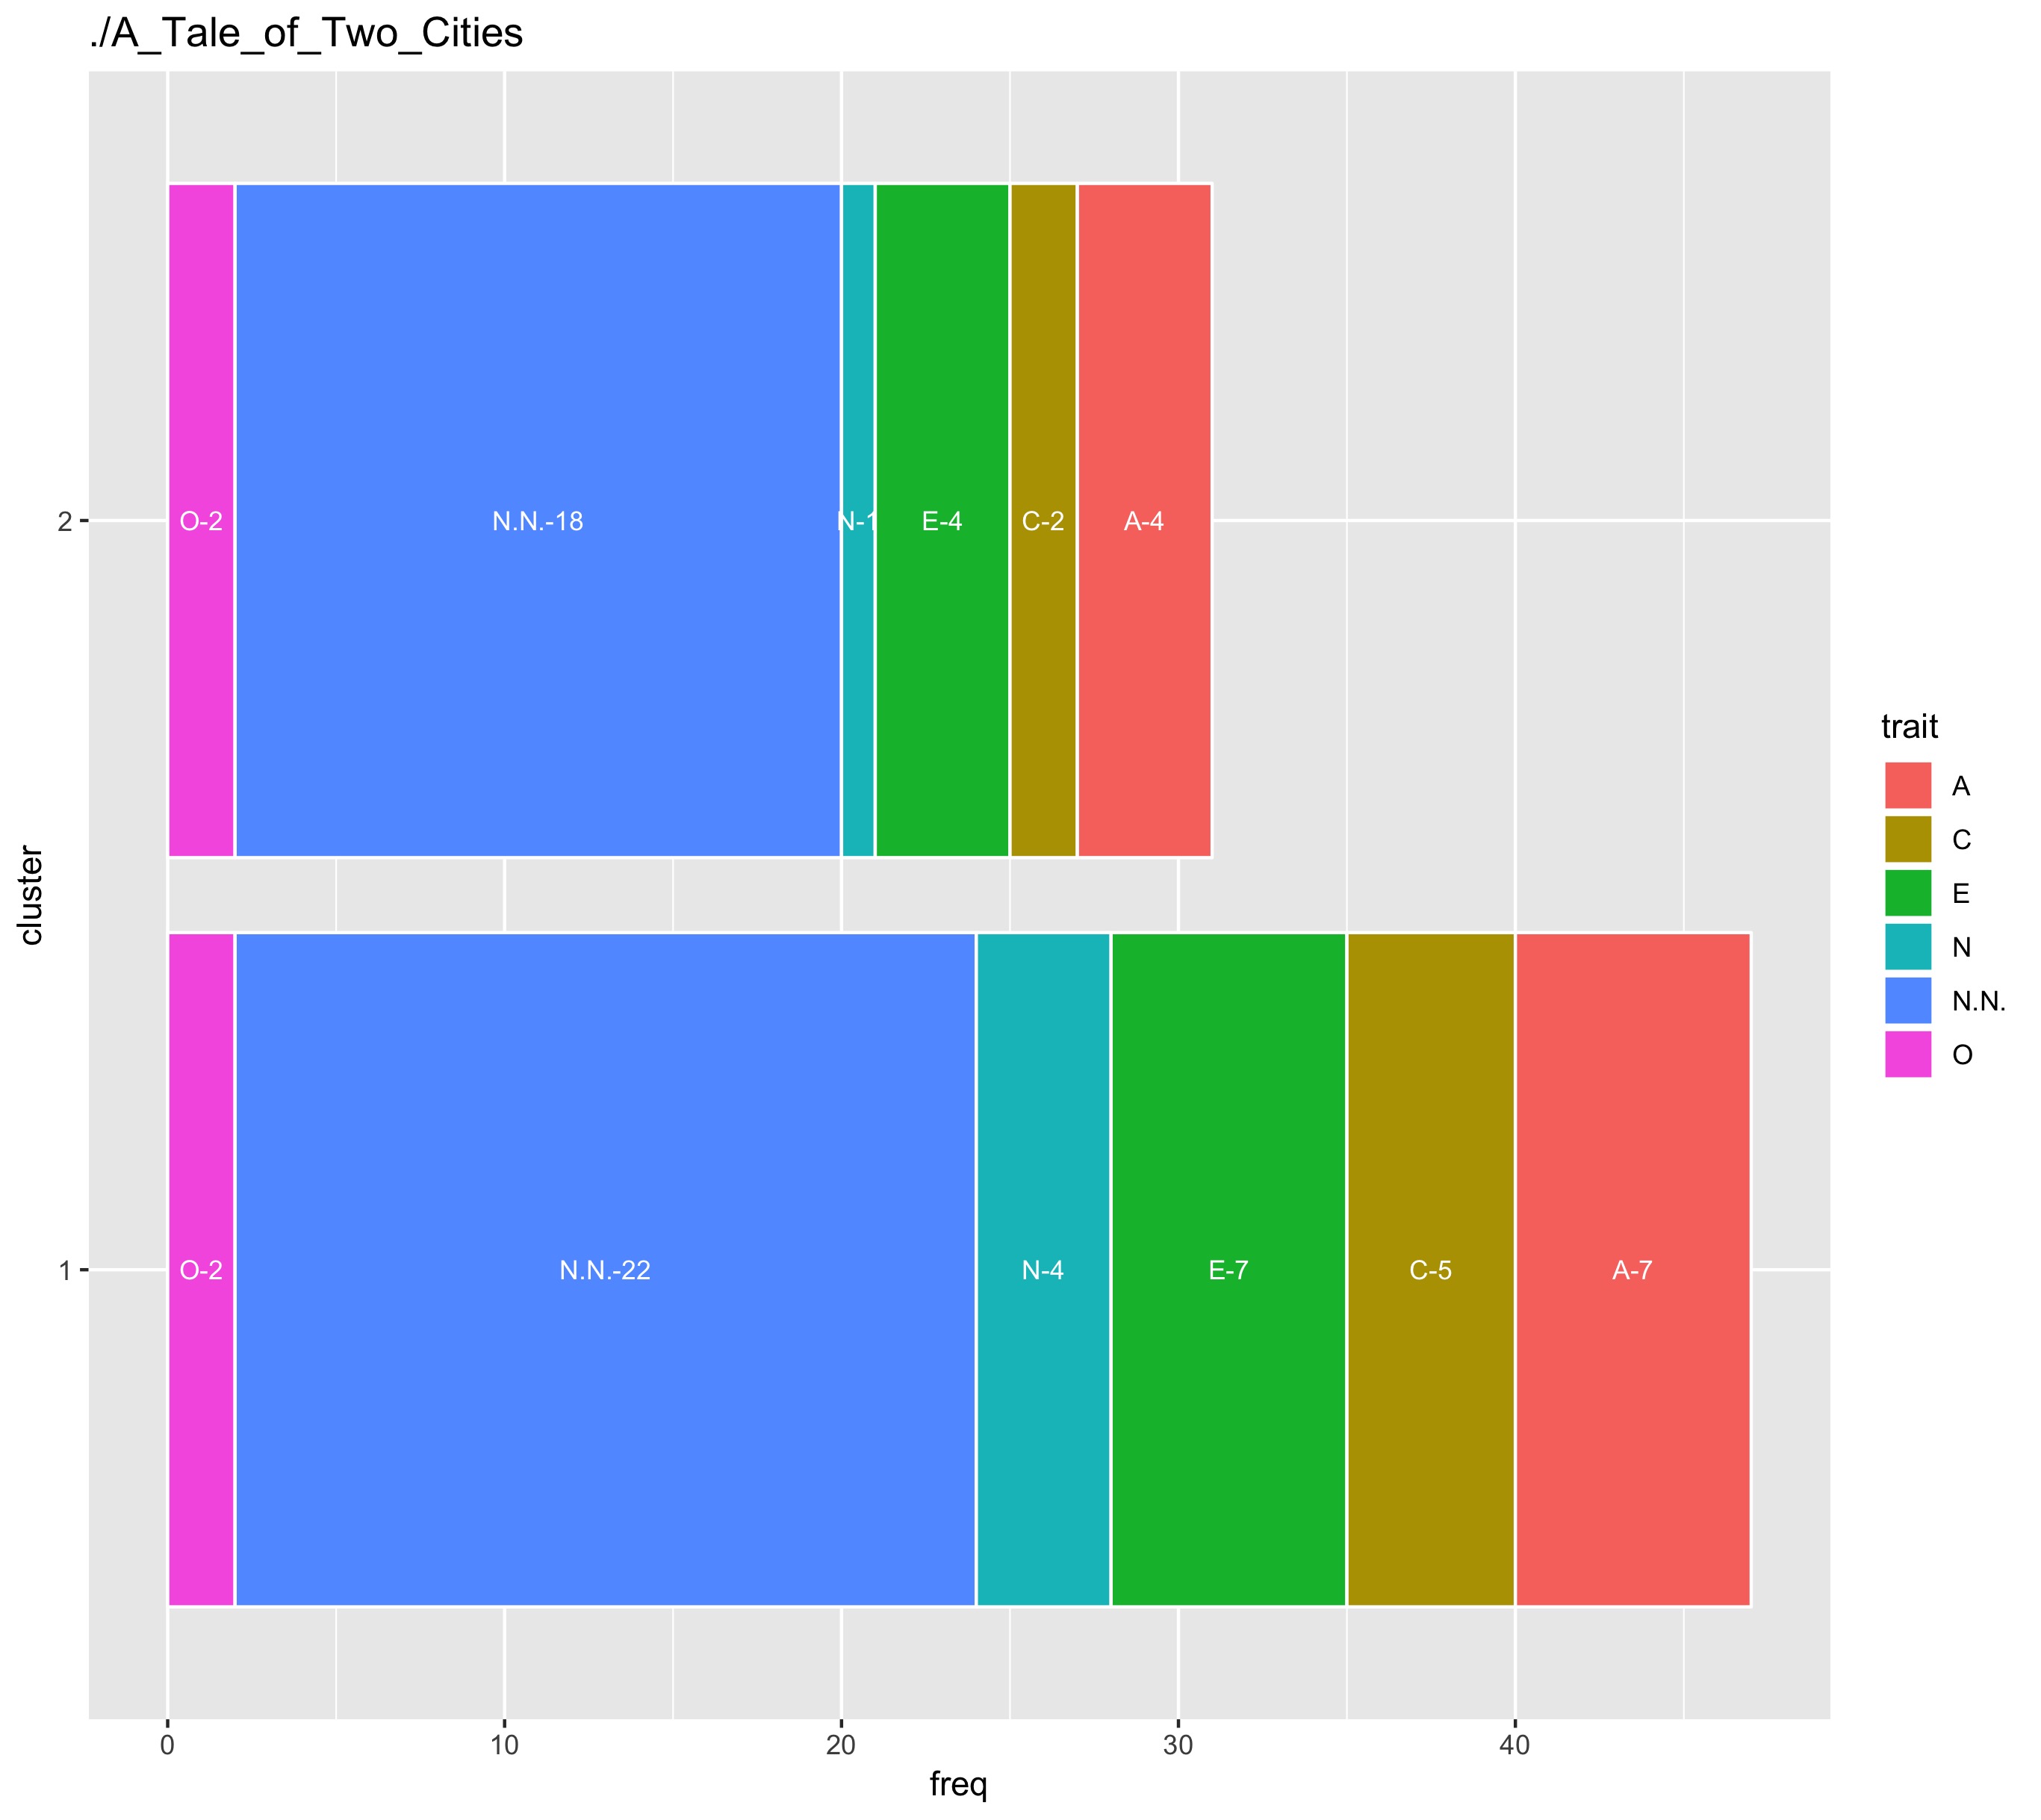 ./A_Tale_of_Two_Cities
cluster
2
O-2 N.N.-18 N-1 E-4 C-2 A-4
1
O-2 N.N.-22 N-4 E-7 C-5 A-7
0 10 20 30 40
freq
trait
A
C
E
N
N.N.
O